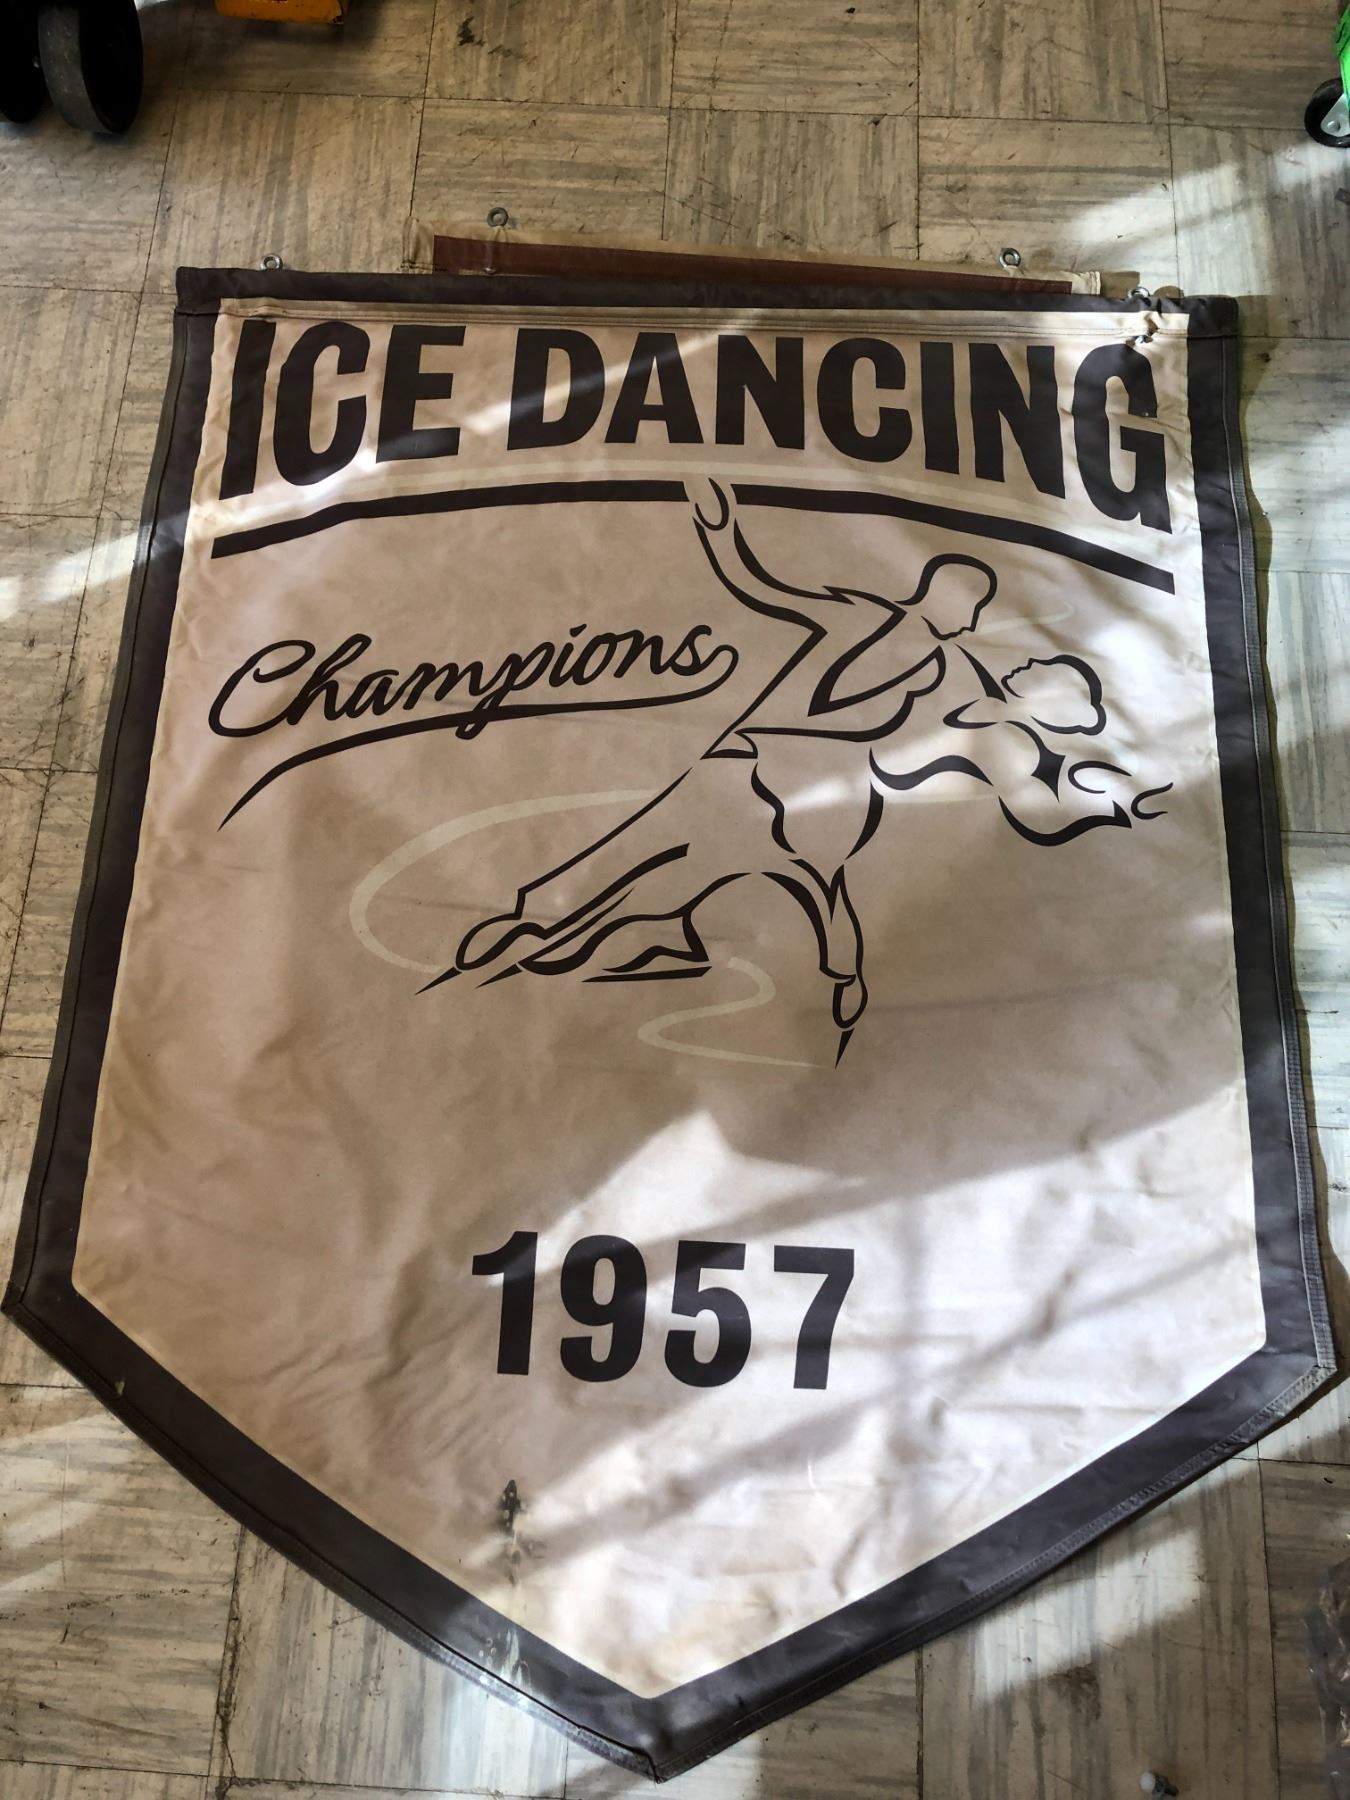 ICE DANCING
Champions
1957